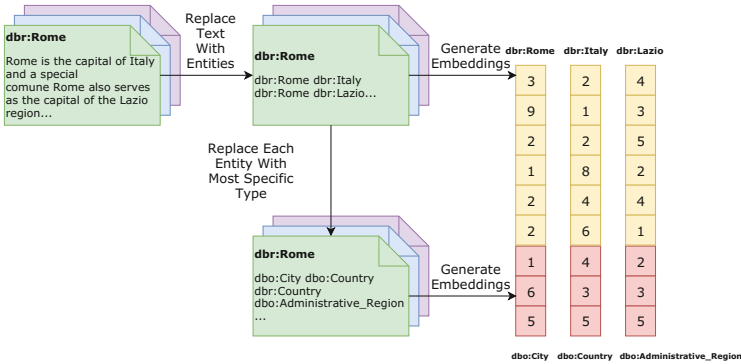 dbr:Rome
Rome is the capital of Italy
and a special
comune Rome also serves
as the capital of the Lazio
region...
Replace
Text
With
Entities
dbr:Rome
dbr:Rome dbr:Italy
dbr:Rome dbr:Lazio...
Generate
Embeddings
dbr:Rome dbr:Italy dbr:Lazio
3 2 4
9 1 3
2 2 5
1 8 2
2 4 4
2 6 1
1 4 2
6 3 3
5 5 5
Replace Each
Entity With
Most Specific
Type
dbr:Rome
dbo:City dbo:Country
dbr:Country
dbo:Administrative_Region
...
Generate
Embeddings
dbo:City dbo:Country dbo:Administrative_Region